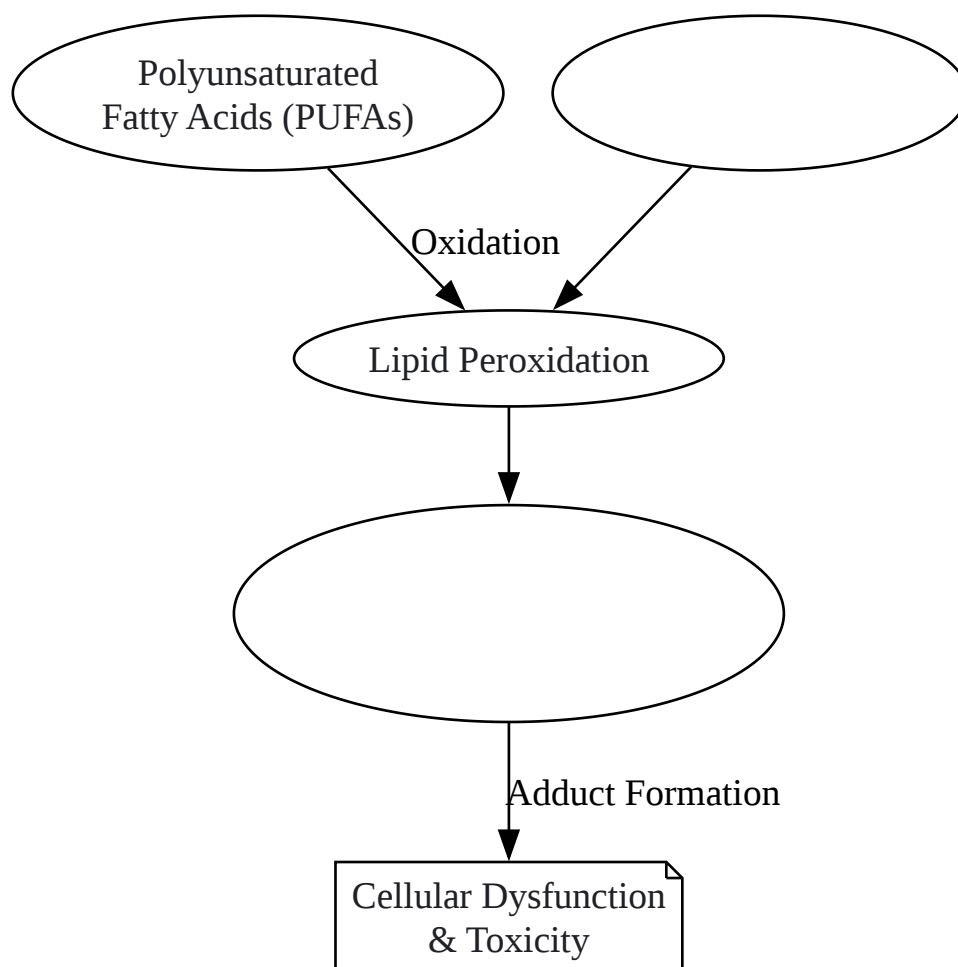 Polyunsaturated
Fatty Acids (PUFAs)
Oxidation
Lipid Peroxidation
Adduct Formation
Cellular Dysfunction
& Toxicity